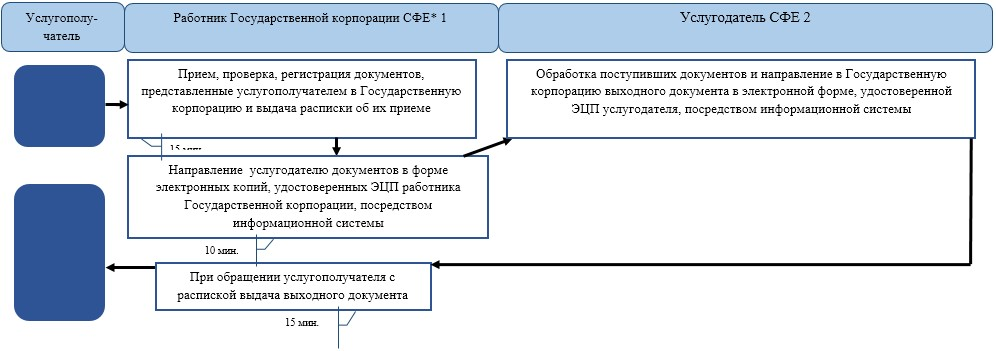 Услугополу-
чатель
Работник Государственной корпорации СФЕ* 1
Услугодатель СФЕ 2
Прием, проверка, регистрация документов,
представленные услугополучателем в Государственную
корпорацию и выдача расписки об их приеме
15 мин.
Обработка поступивших документов и направление в Государственную
корпорацию выходного документа в электронной форме, удостоверенной
ЭЦП услугодателя, посредством информационной системы
Направление услугодателю документов в форме
электронных копий, удостоверенных ЭЦП работника
Государственной корпорации, посредством
информационной системы
10 мин.
При обращении услугополучателя с
распиской выдача выходного документа
15 мин.